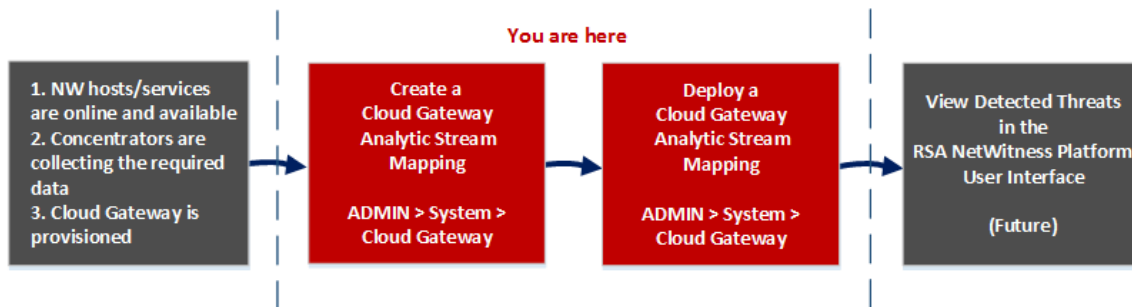 You are here
1. NW hosts/services
are online and available
2. Concentrators are
collecting the required
data
3. Cloud Gateway is
provisioned
Create a
Cloud Gateway
Analytic Stream
Mapping
ADMIN > System >
Cloud Gateway
Deploy a
Cloud Gateway
Analytic Stream
Mapping
ADMIN > System >
Cloud Gateway
View Detected Threats
in the
RSA NetWitness Platform
User Interface
(Future)